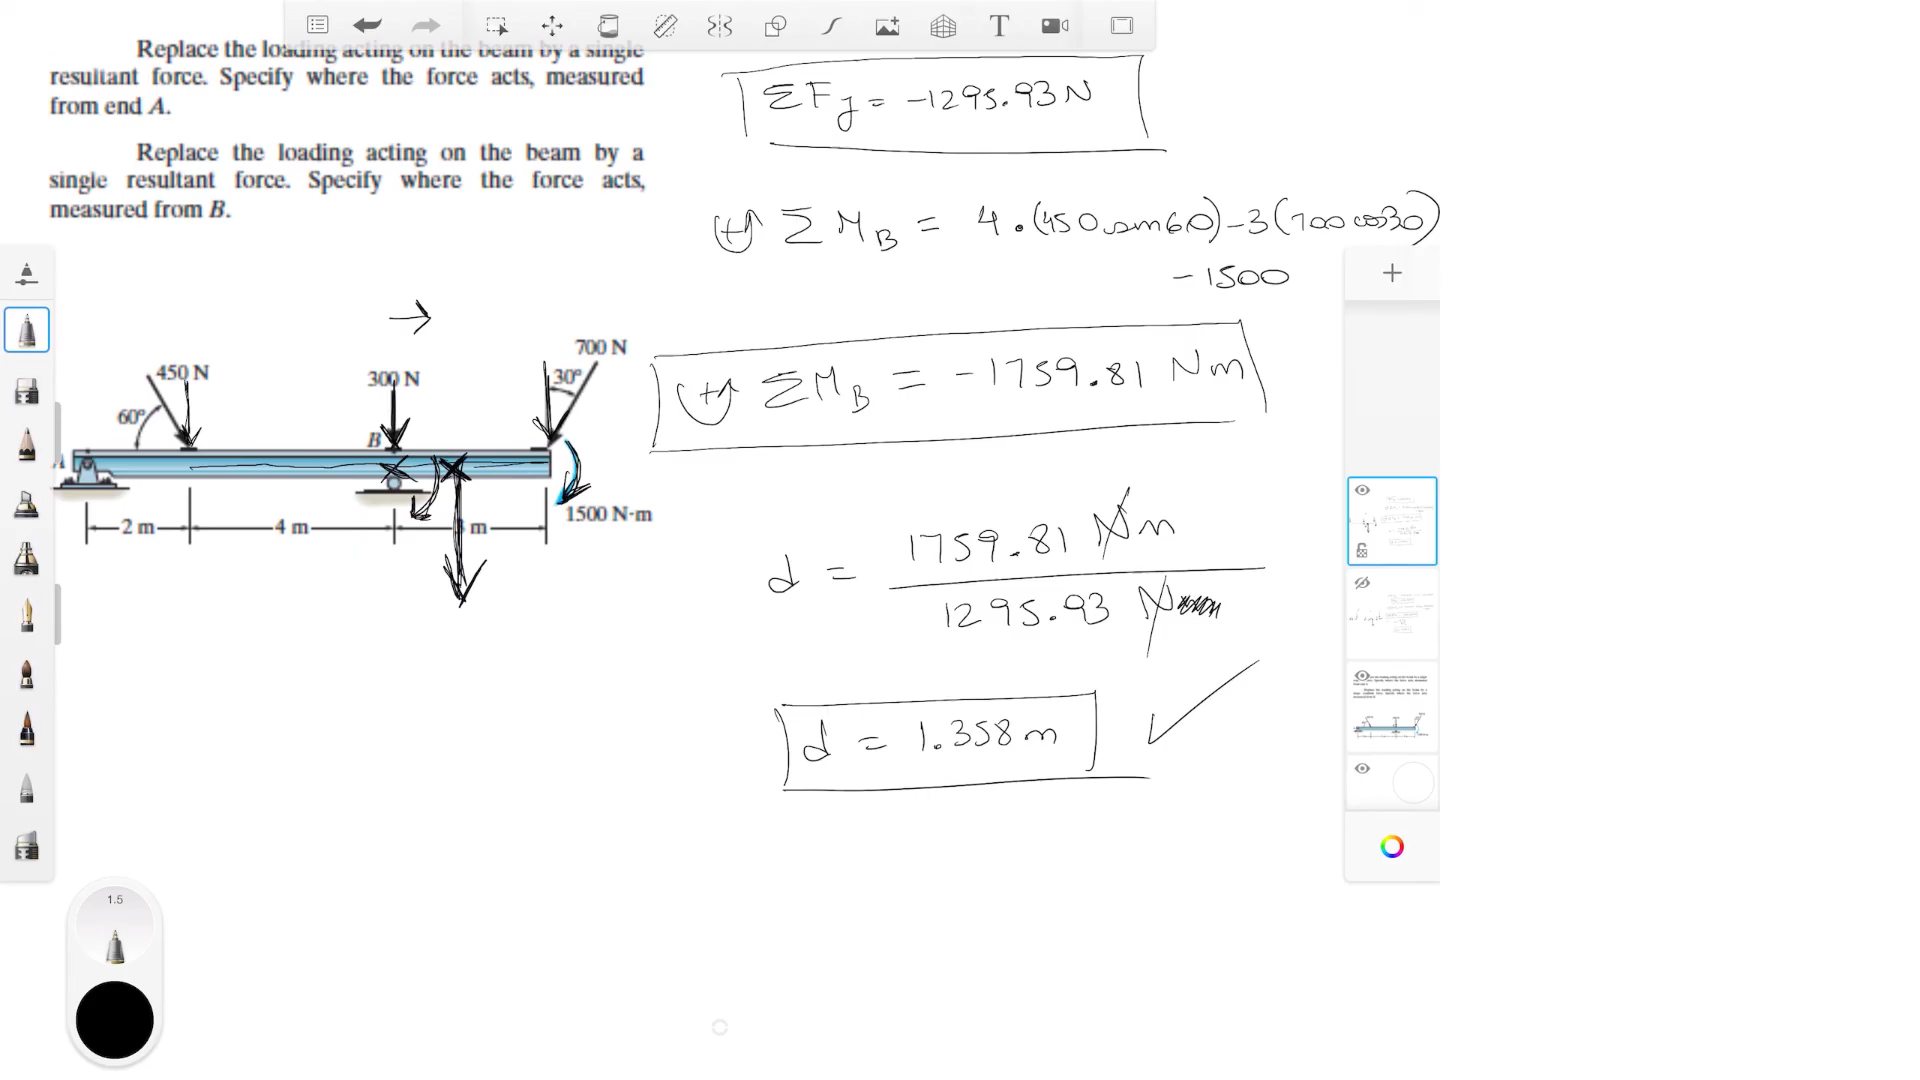 Replace the loading acting on the beam by a single
resultant force. Specify where the force acts, measured
from end A.
Replace the loading acting on the beam by a
single resultant force. Specify where the force acts,
measured from B.
450 N
60°
300 N
B
700 N
30°
A
1500 N·m
2 m
4 m
m
ΣFy = -1295.93 N
+ ΣM_B = 4.(450 sin60) - 3(700 cos30)
- 1500
+ ΣM_B = -1759.81 Nm
d = 1759.81 Nm
1295.93 N
d = 1.358 m
T
1.5